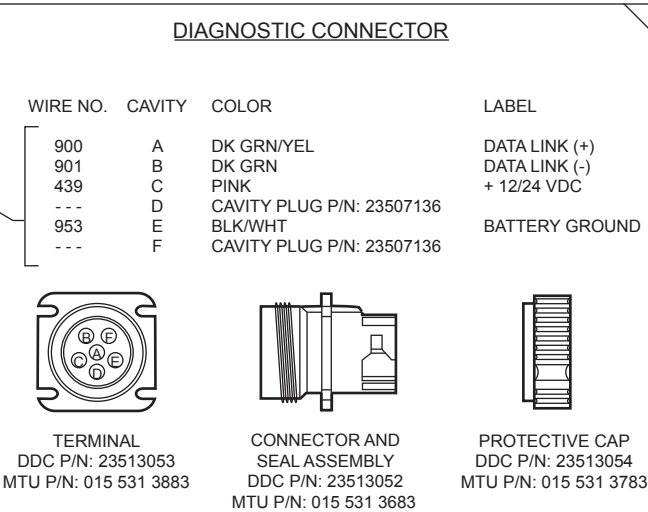 DIAGNOSTIC CONNECTOR
WIRE NO. CAVITY COLOR LABEL
900 A DK GRN/YEL DATA LINK (+)
901 B DK GRN DATA LINK (-)
439 C PINK + 12/24 VDC
- - - D CAVITY PLUG P/N: 23507136
953 E BLK/WHT BATTERY GROUND
- - - F CAVITY PLUG P/N: 23507136
B F
C A E
D
TERMINAL
DDC P/N: 23513053
MTU P/N: 015 531 3883
CONNECTOR AND
SEAL ASSEMBLY
DDC P/N: 23513052
MTU P/N: 015 531 3683
PROTECTIVE CAP
DDC P/N: 23513054
MTU P/N: 015 531 3783